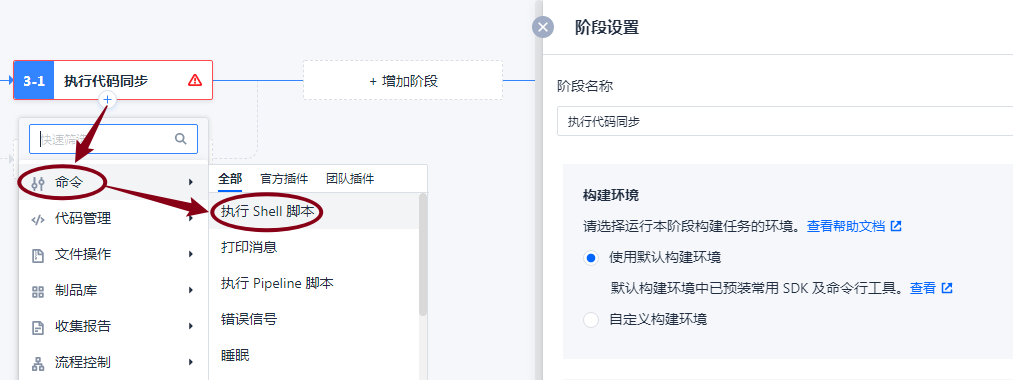 3-1 执行代码同步
+ 增加阶段
快速筛选
命令
代码管理
文件操作
制品库
收集报告
流程控制
全部 官方插件 团队插件
执行 Shell 脚本
打印消息
执行 Pipeline 脚本
错误信号
睡眠
阶段设置
阶段名称
执行代码同步
构建环境
请选择运行本阶段构建任务的环境。查看帮助文档
使用默认构建环境
默认构建环境中已预装常用 SDK 及命令行工具。查看
自定义构建环境